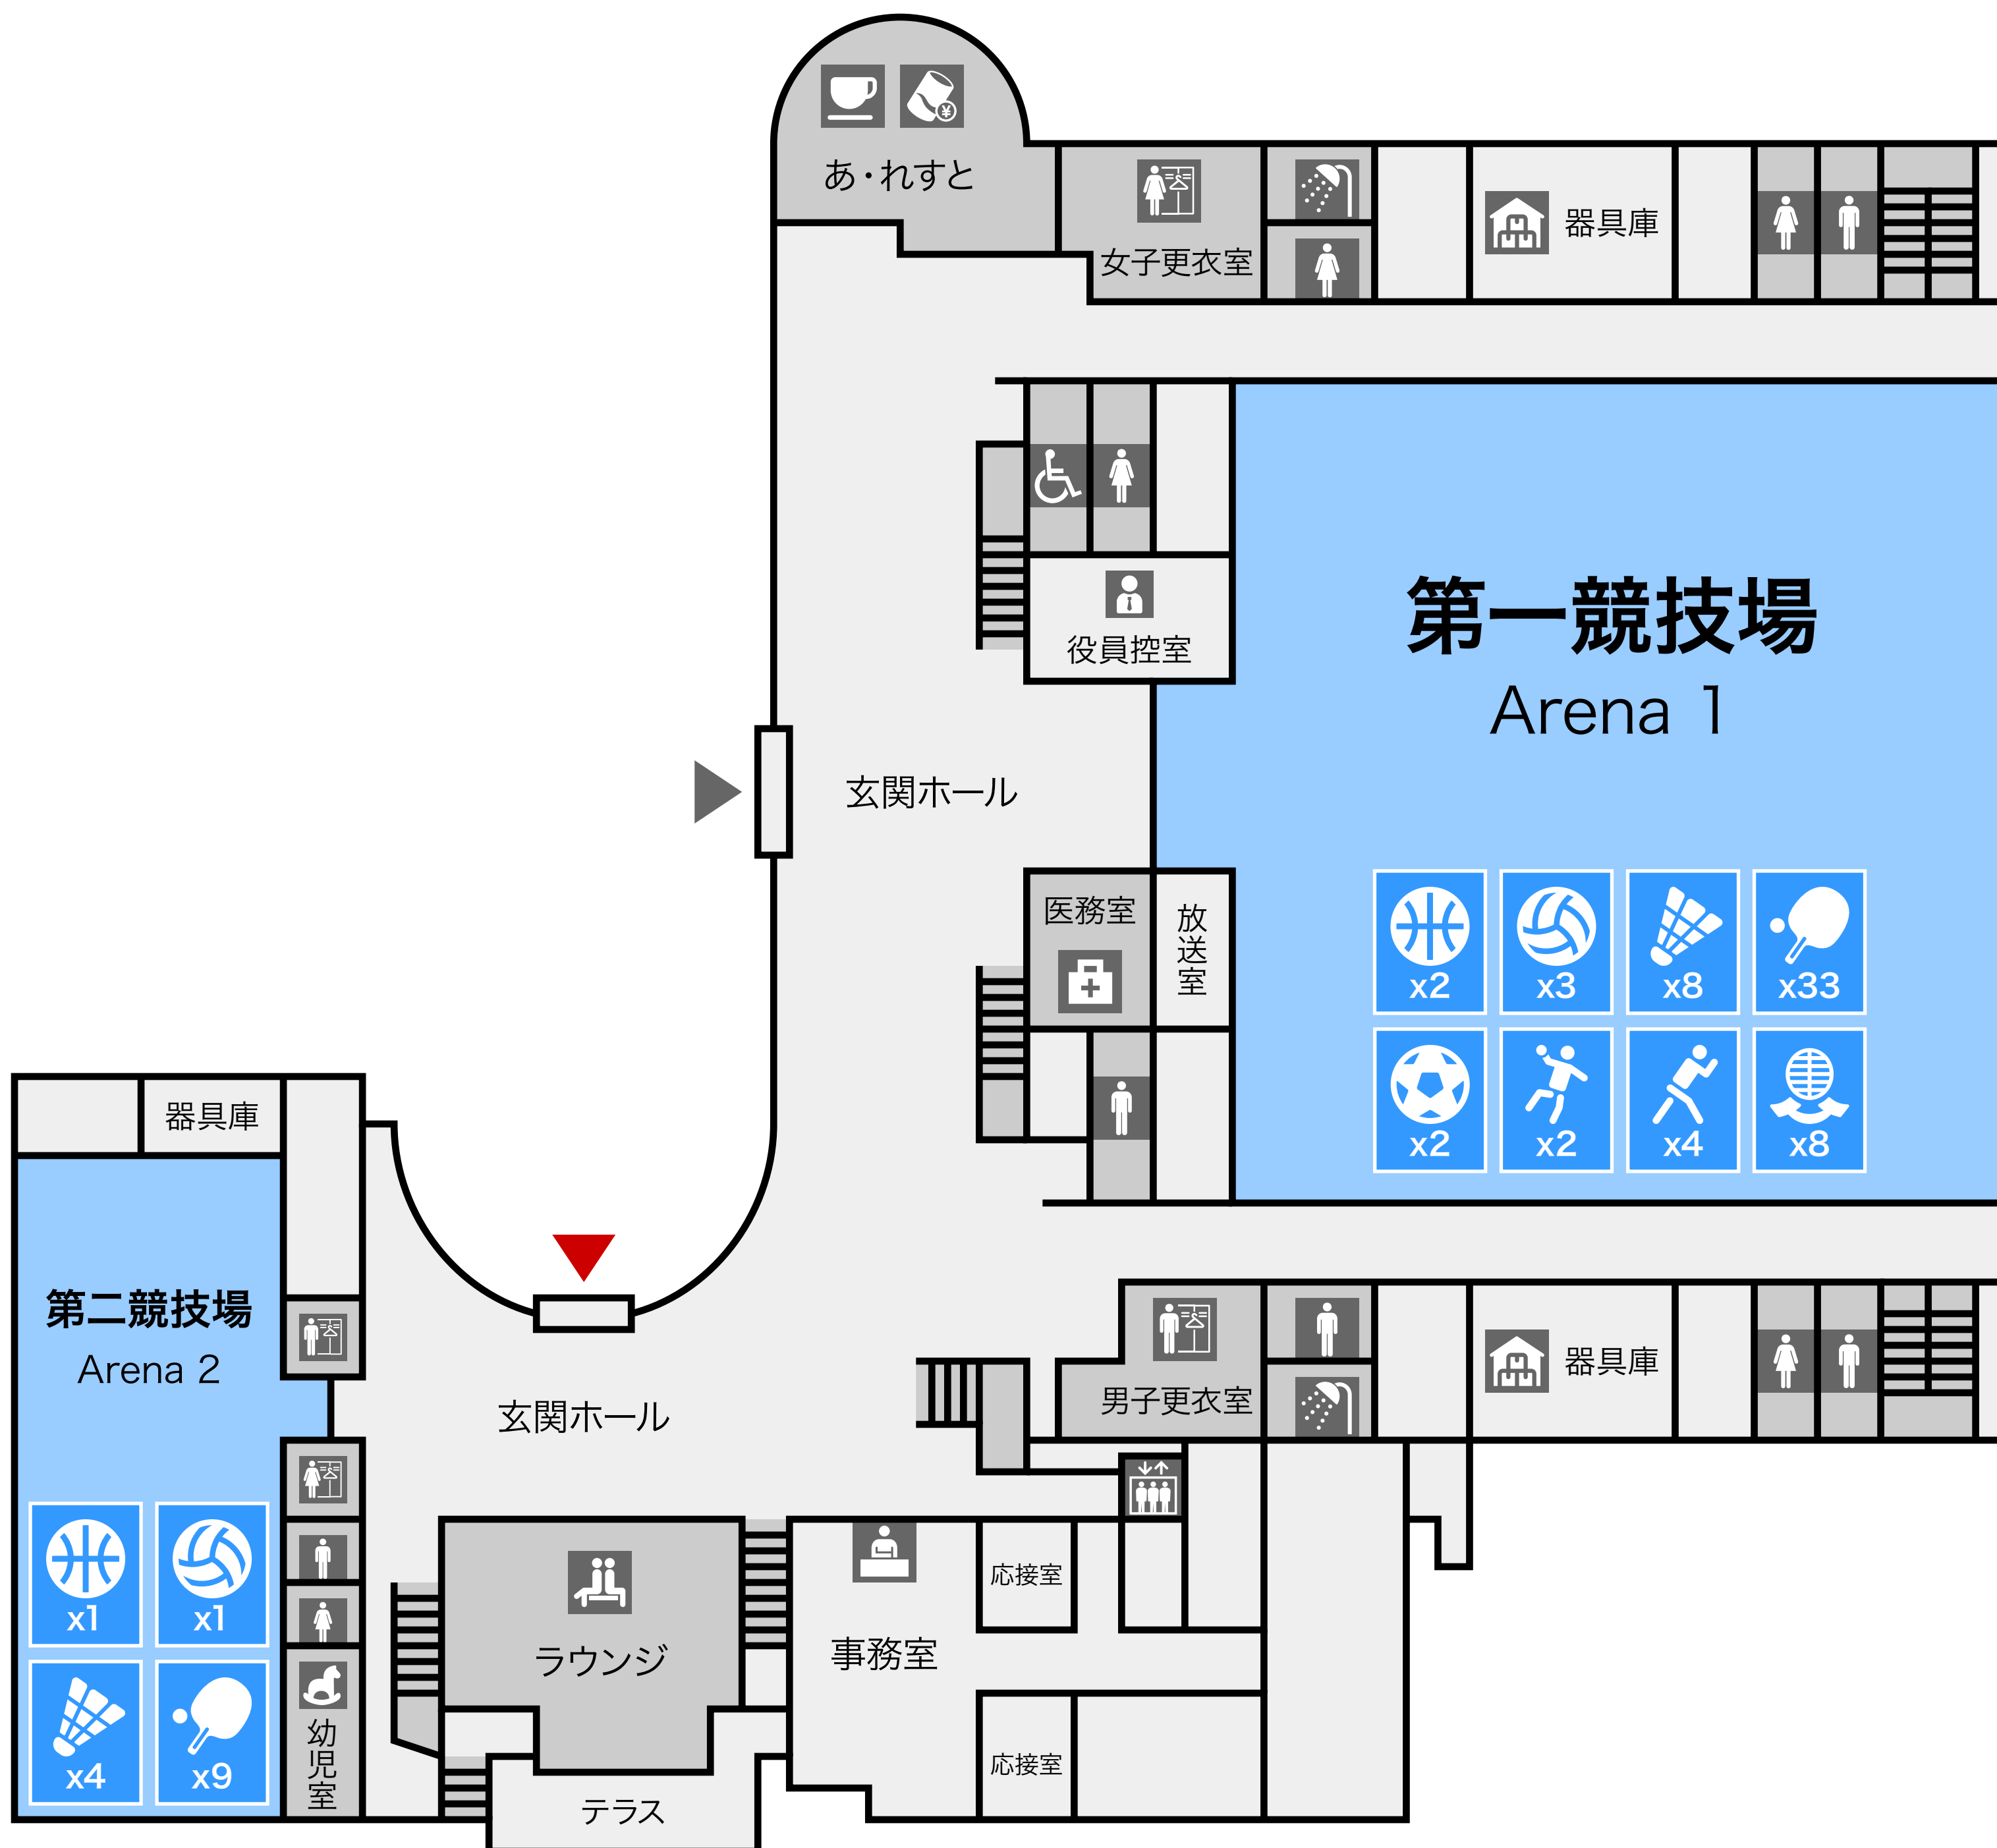 ¥
あ・れすと
女子更衣室
器具庫
役員控室
第一競技場
Arena 1
玄関ホール
医務室
放送室
x2
x3
x8
x33
x2
x2
x4
x8
器具庫
第二競技場
Arena 2
玄関ホール
男子更衣室
器具庫
x1
x1
x4
x9
幼児室
ラウンジ
テラス
事務室
応接室
応接室